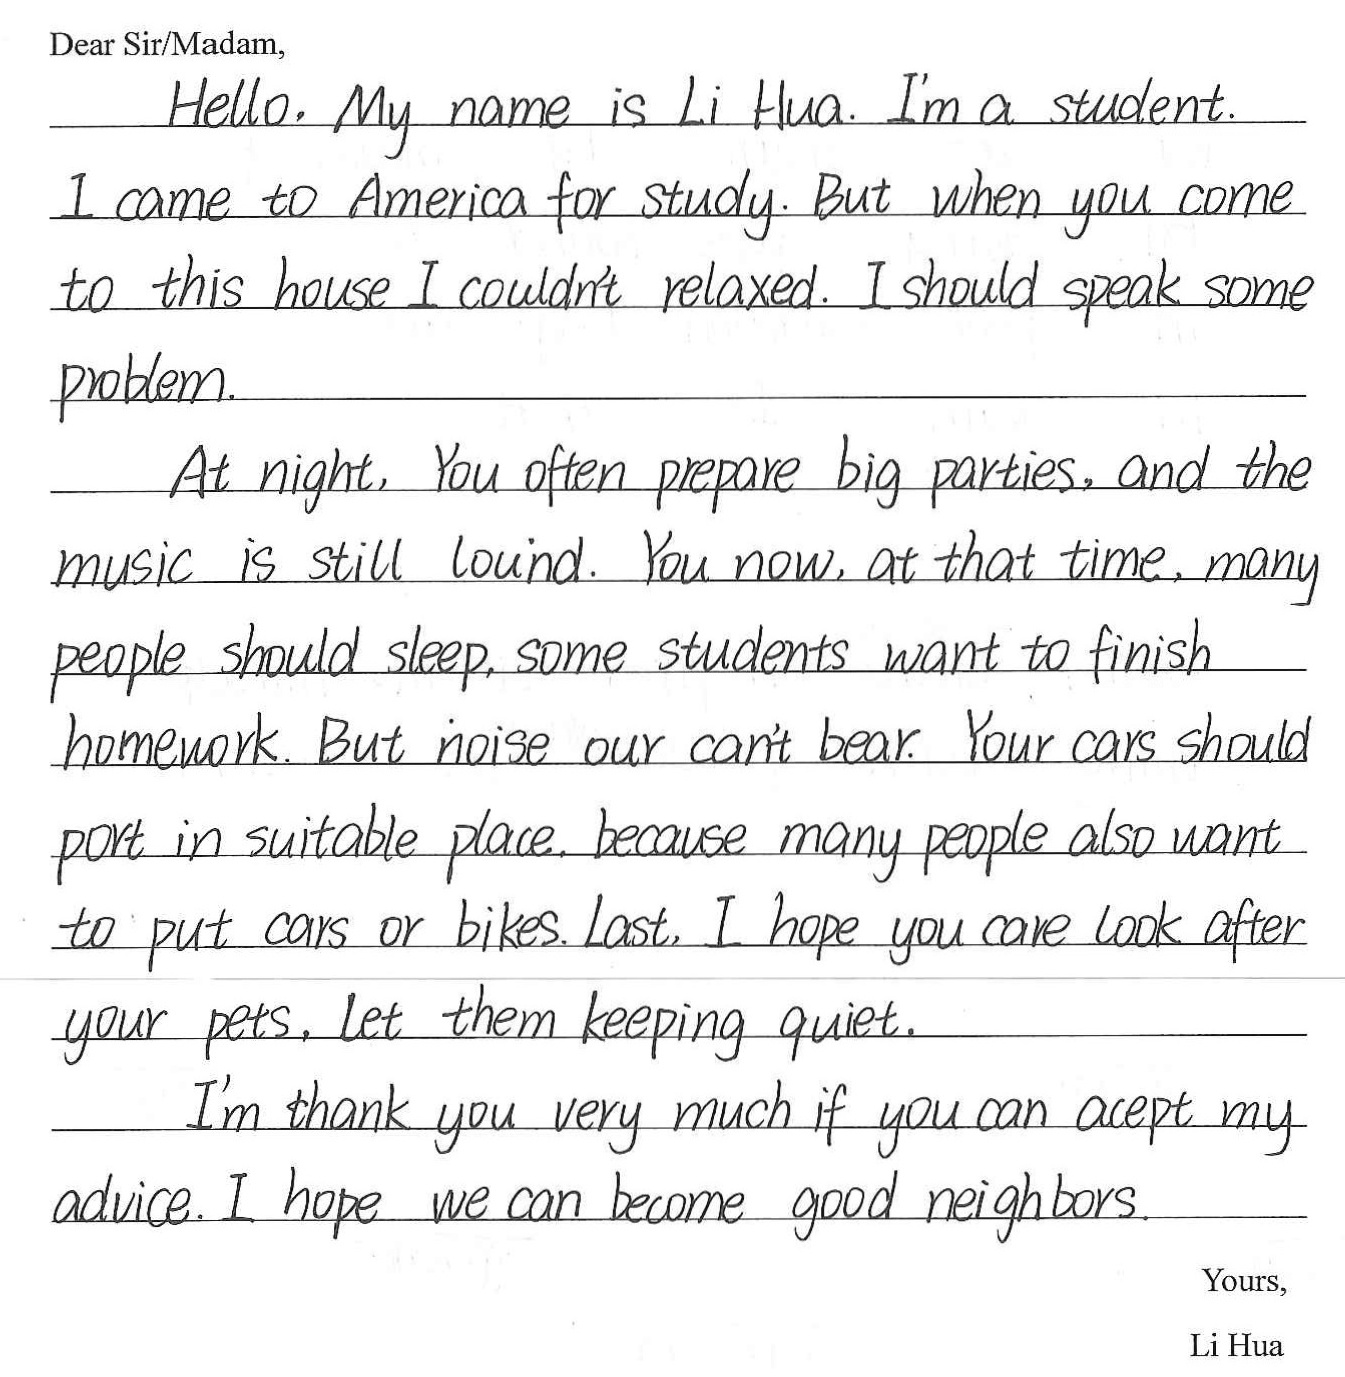 Dear Sir/Madam,
Hello. My name is Li Hua. I'm a student.
I came to America for study. But when you come
to this house I couldn't relaxed. I should speak some
problem.
At night, You often prepare big parties, and the
music is still lound. You now, at that time, many
people should sleep, some students want to finish
homework. But noise our can't bear. Your cars should
port in suitable place, because many people also want
to put cars or bikes. Last, I hope you care look after
your pets, let them keeping quiet.
I'm thank you very much if you can acept my
advice. I hope we can become good neighbors.
Yours,
Li Hua